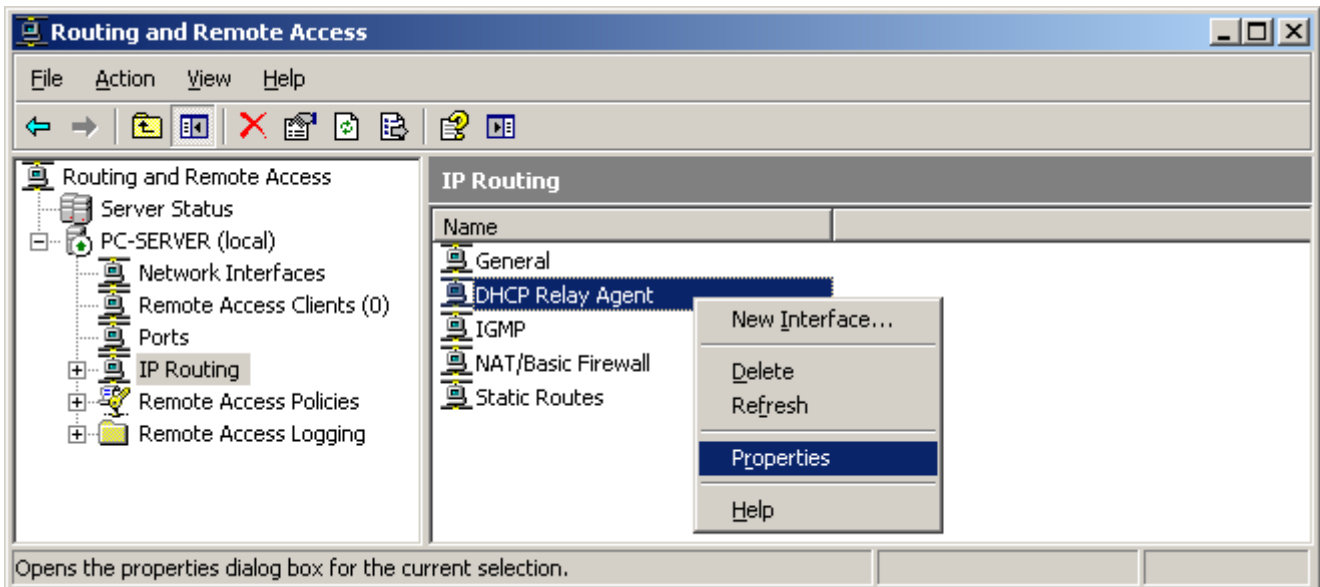 Routing and Remote Access
File Action View Help
Routing and Remote Access
Server Status
PC-SERVER (local)
Network Interfaces
Remote Access Clients (0)
Ports
IP Routing
Remote Access Policies
Remote Access Logging
IP Routing
Name
General
DHCP Relay Agent
IGMP
NAT/Basic Firewall
Static Routes
New Interface...
Delete
Refresh
Properties
Help
Opens the properties dialog box for the current selection.